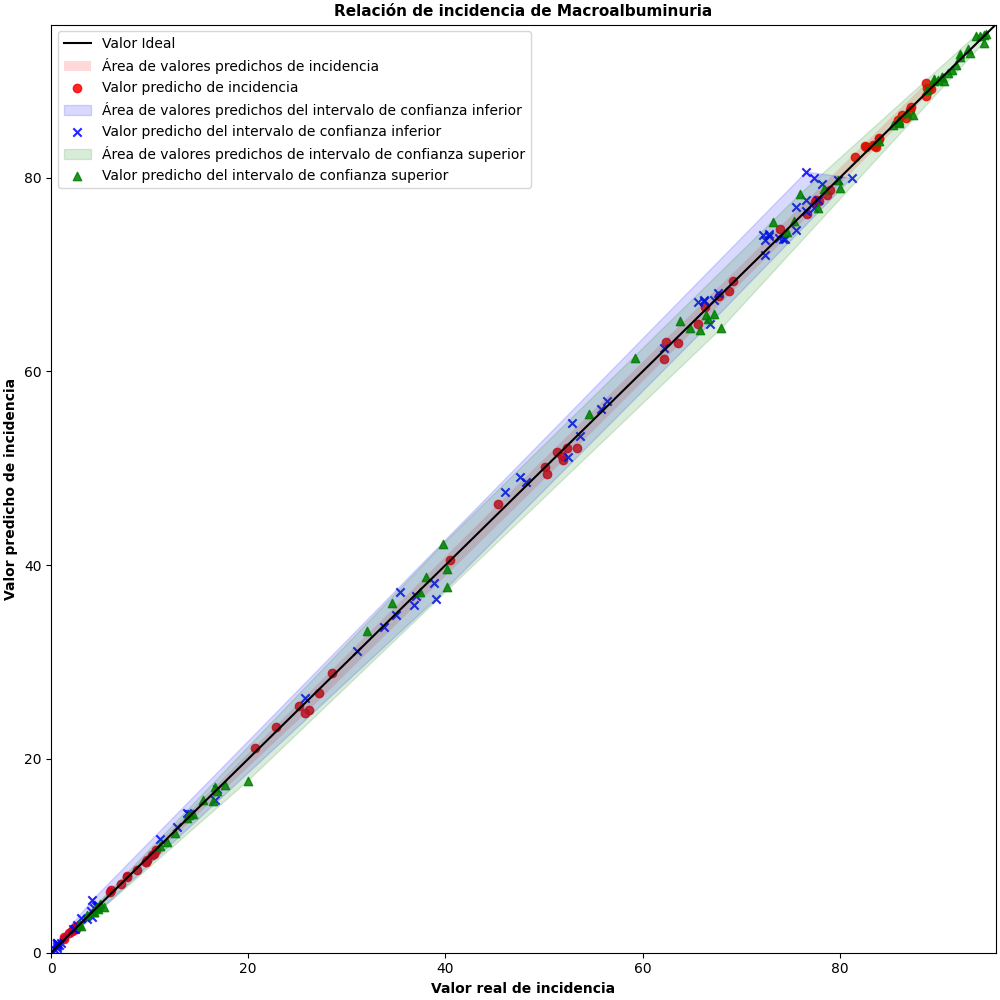 Relación de incidencia de Macroalbuminuria
Valor Ideal
Área de valores predichos de incidencia
Valor predicho de incidencia
Área de valores predichos del intervalo de confianza inferior
Valor predicho del intervalo de confianza inferior
Área de valores predichos de intervalo de confianza superior
Valor predicho del intervalo de confianza superior
Valor predicho de incidencia
80
60
40
20
0
0 20 40 60 80
Valor real de incidencia